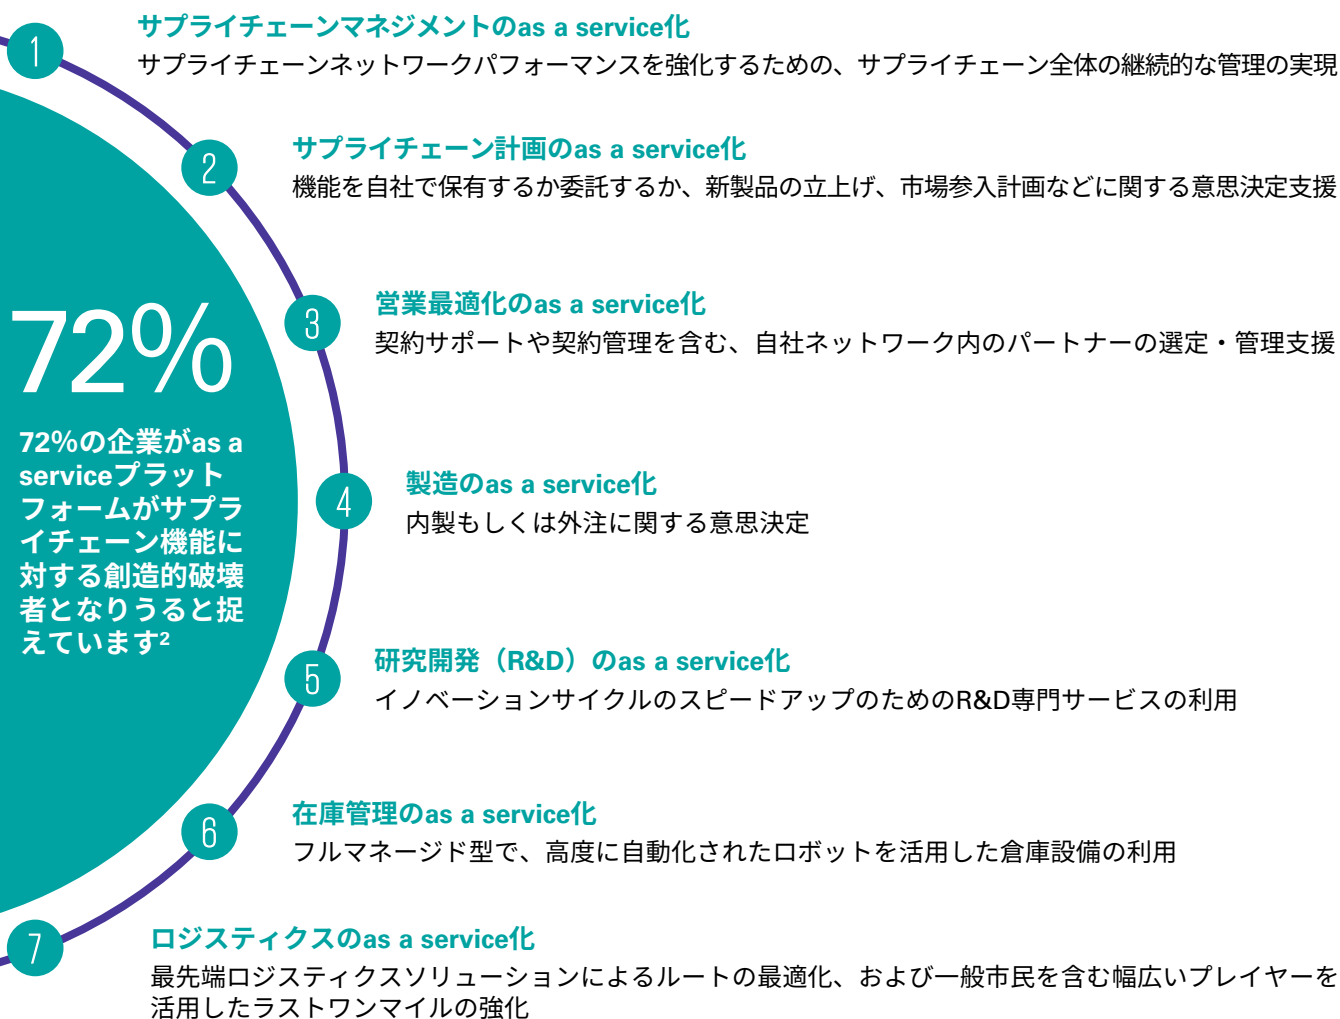 1
サプライチェーンマネジメントのas a service化
サプライチェーンネットワークパフォーマンスを強化するための、サプライチェーン全体の継続的な管理の実現
2
サプライチェーン計画のas a service化
機能を自社で保有するか委託するか、新製品の立上げ、市場参入計画などに関する意思決定支援
3
営業最適化のas a service化
契約サポートや契約管理を含む、自社ネットワーク内のパートナーの選定・管理支援
72%
72%の企業がas a
serviceプラット
フォームがサプラ
イチェーン機能に
対する創造的破壊
者となりうると捉
えています2
4
製造のas a service化
内製もしくは外注に関する意思決定
5
研究開発（R&D）のas a service化
イノベーションサイクルのスピードアップのためのR&D専門サービスの利用
6
在庫管理のas a service化
フルマネージド型で、高度に自動化されたロボットを活用した倉庫設備の利用
7
ロジスティクスのas a service化
最先端ロジスティクスソリューションによるルートの最適化、および一般市民を含む幅広いプレイヤーを
活用したラストワンマイルの強化